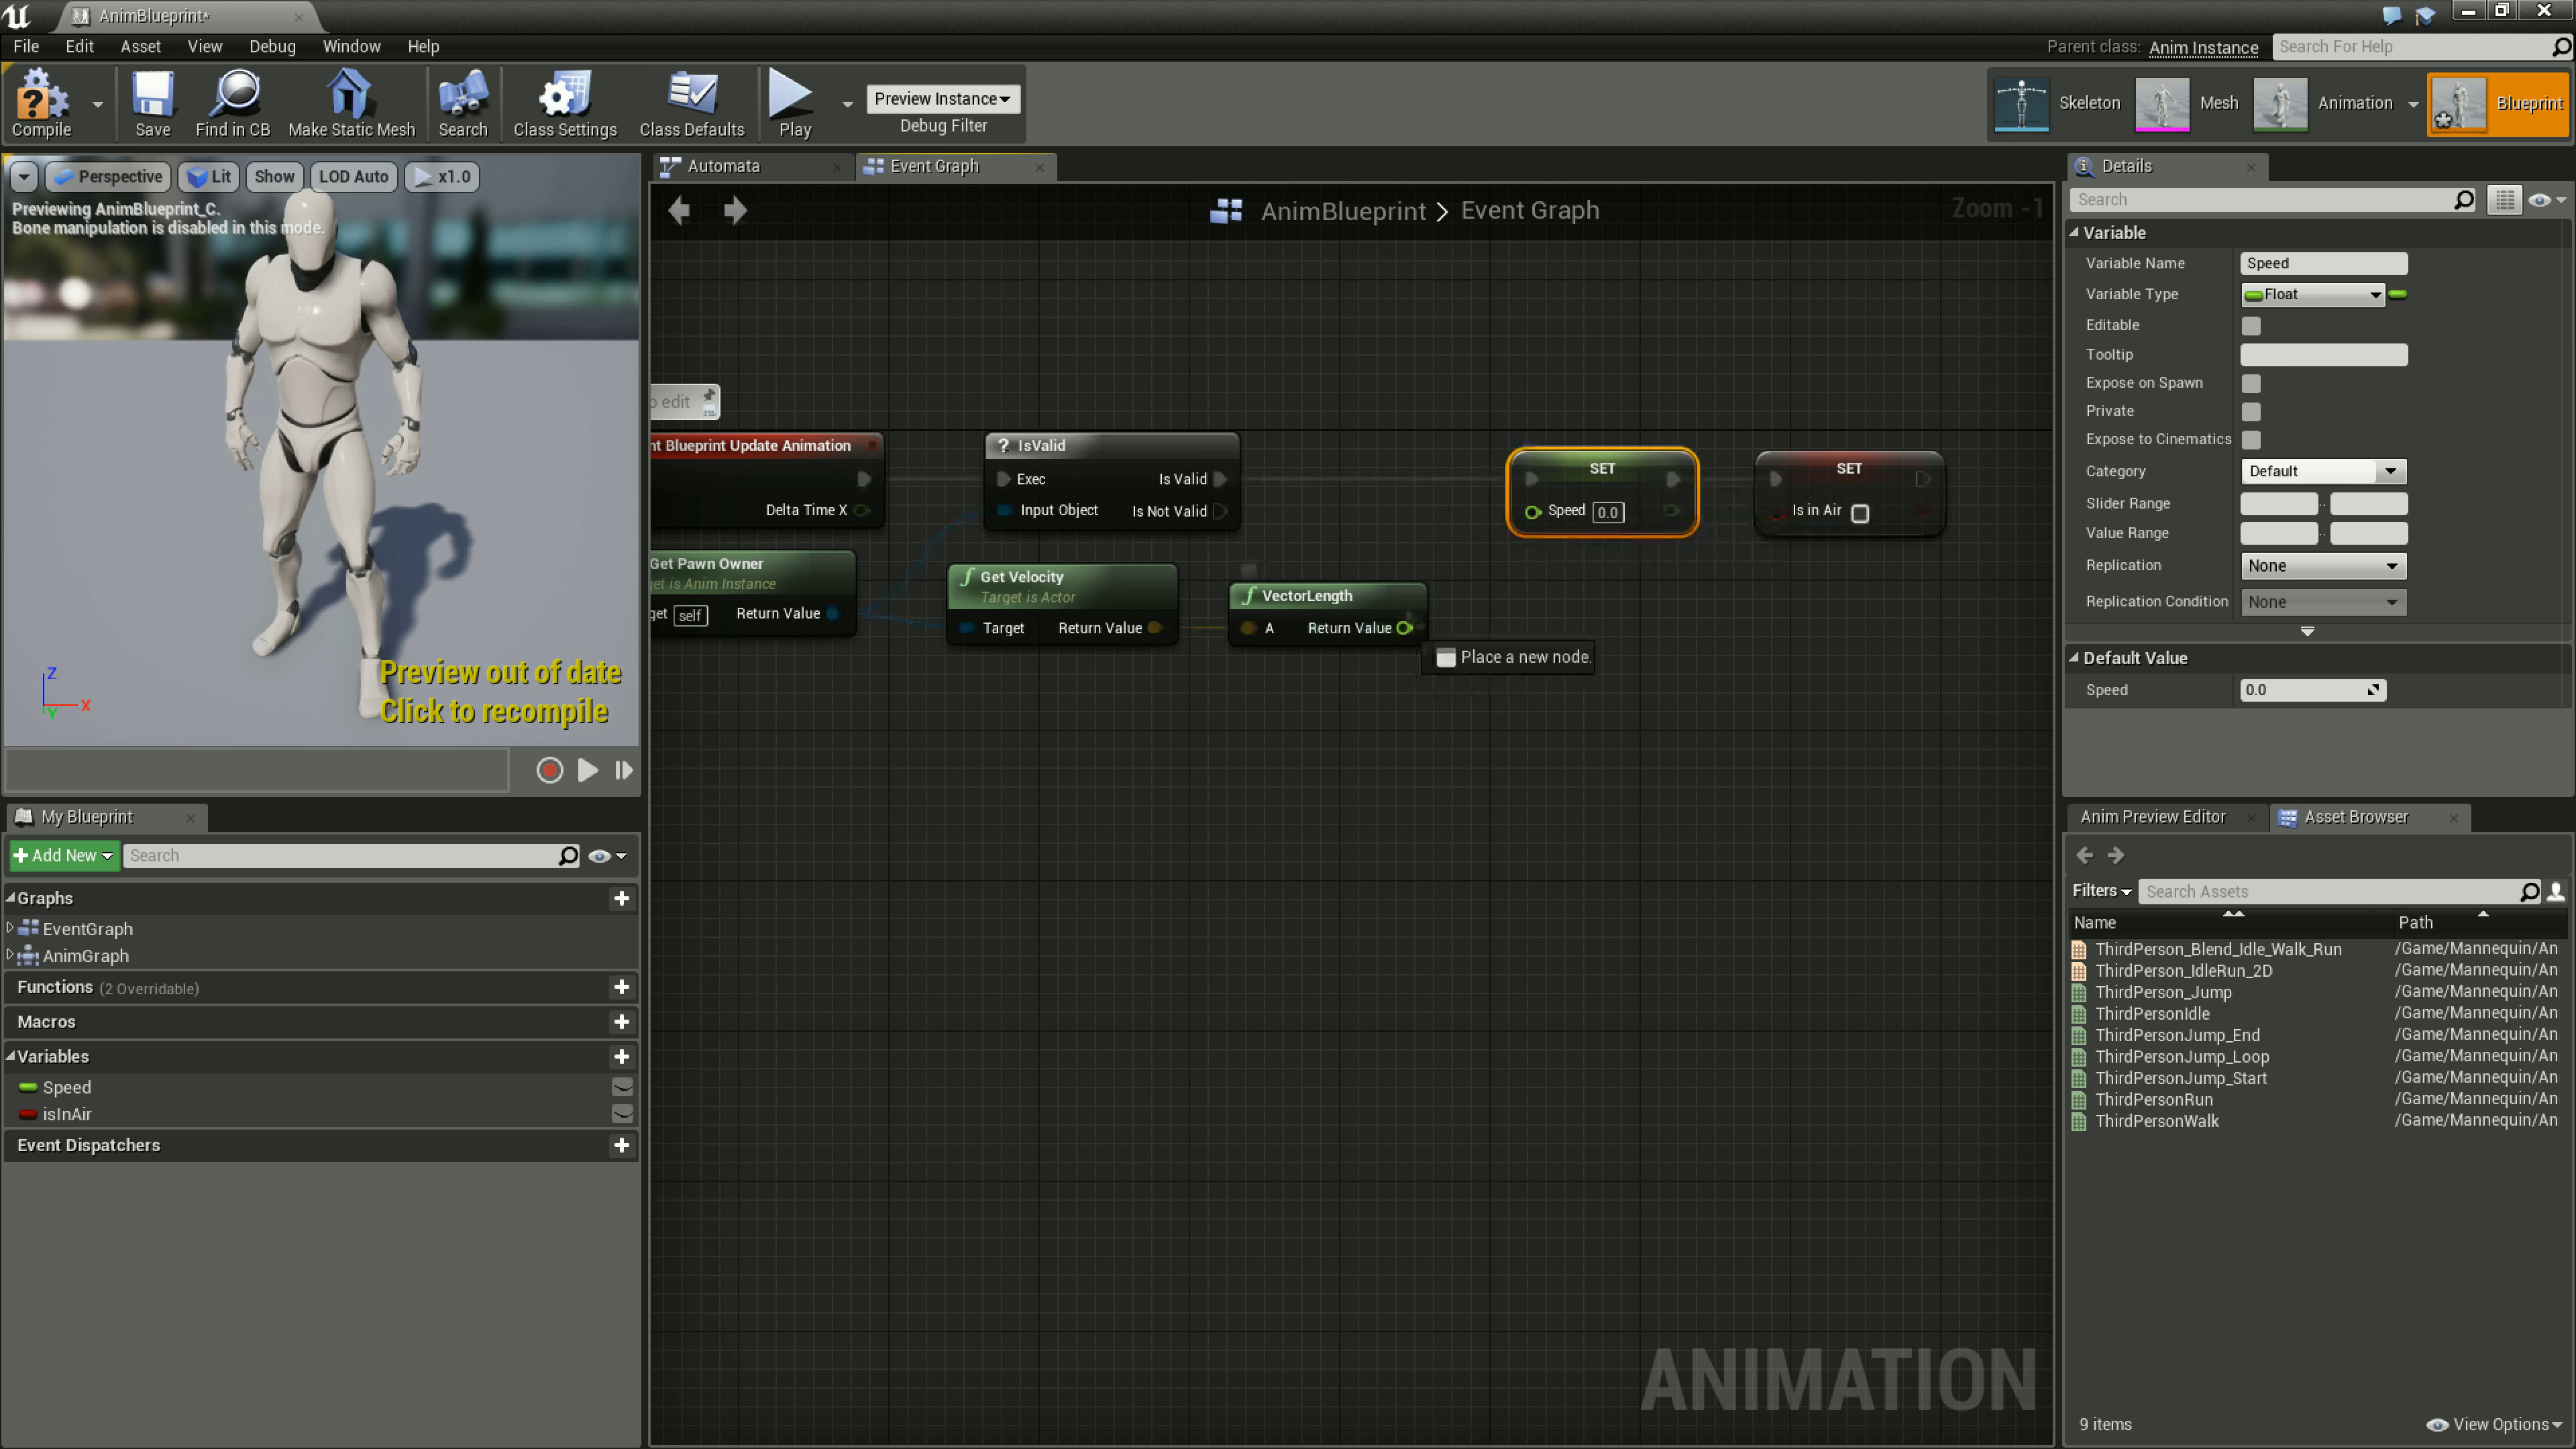 AnimBlueprint*
File Edit Asset View Debug Window Help
Parent class: Anim Instance
Search For Help
Compile
Save
Find in CB
Make Static Mesh
Search
Class Settings
Class Defaults
Play
Preview Instance
Debug Filter
Skeleton
Mesh
Animation
Blueprint
Perspective
Lit
Show
LOD Auto
x1.0
Previewing AnimBlueprint_C.
Bone manipulation is disabled in this mode.
Z
X
Y
Preview out of date
Click to recompile
Automata
Event Graph
AnimBlueprint > Event Graph
Zoom -1
o edit
nt Blueprint Update Animation
Delta Time X
? IsValid
Exec
Is Valid
Input Object
Is Not Valid
SET
Speed 0.0
SET
Is in Air
Get Pawn Owner
get is Anim Instance
get self
Return Value
f Get Velocity
Target is Actor
Target
Return Value
f VectorLength
A
Return Value
Place a new node.
ANIMATION
My Blueprint
+ Add New
Search
Graphs
EventGraph
AnimGraph
Functions (2 Overridable)
Macros
Variables
Speed
isInAir
Event Dispatchers
Details
Search
Variable
Variable Name Speed
Variable Type Float
Editable
Tooltip
Expose on Spawn
Private
Expose to Cinematics
Category Default
Slider Range
Value Range
Replication None
Replication Condition None
Default Value
Speed 0.0
Anim Preview Editor
Asset Browser
Filters
Search Assets
Name Path
ThirdPerson_Blend_Idle_Walk_Run /Game/Mannequin/An
ThirdPerson_IdleRun_2D /Game/Mannequin/An
ThirdPerson_Jump /Game/Mannequin/An
ThirdPersonIdle /Game/Mannequin/An
ThirdPersonJump_End /Game/Mannequin/An
ThirdPersonJump_Loop /Game/Mannequin/An
ThirdPersonJump_Start /Game/Mannequin/An
ThirdPersonRun /Game/Mannequin/An
ThirdPersonWalk /Game/Mannequin/An
9 items
View Options